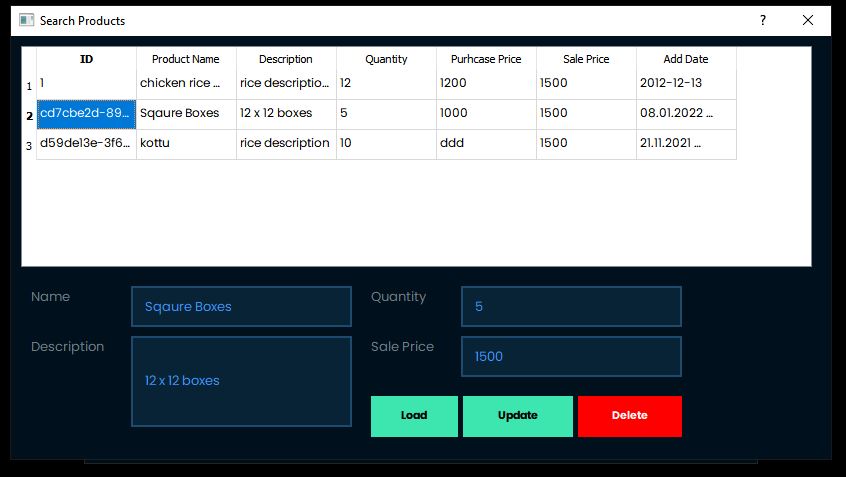 Search Products
ID Product Name Description Quantity Purhcase Price Sale Price Add Date
1 1 chicken rice ... rice descriptio... 12 1200 1500 2012-12-13
2 cd7cbe2d-89... Sqaure Boxes 12 x 12 boxes 5 1000 1500 08.01.2022 ...
3 d59de13e-3f6... kottu rice description 10 ddd 1500 21.11.2021 ...
Name Sqaure Boxes Quantity 5
Description 12 x 12 boxes Sale Price 1500
Load Update Delete